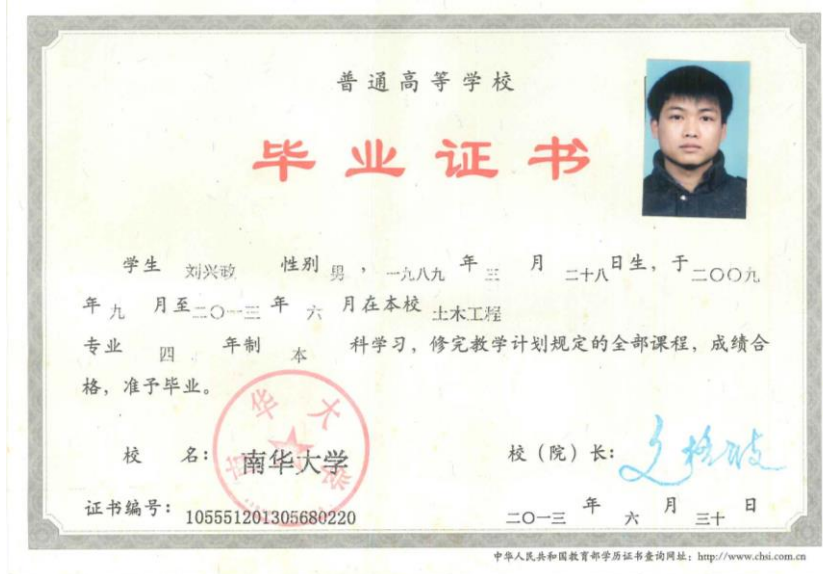 普通高等学校
毕业证书
学生 刘兴敢 性别 男 ，一九八九 年 三 月 二十八日生，于二〇〇九
年 九 月至二〇一三 年 六 月在本校 土木工程
专业 四 年制 本 科学习，修完教学计划规定的全部课程，成绩合
格，准予毕业。
校 名： 南华大学 校（院）长：
证书编号： 105551201305680220 二〇一三 年 六 月 三十 日
中华人民共和国教育部学历证书查询网址：http://www.chsi.com.cn